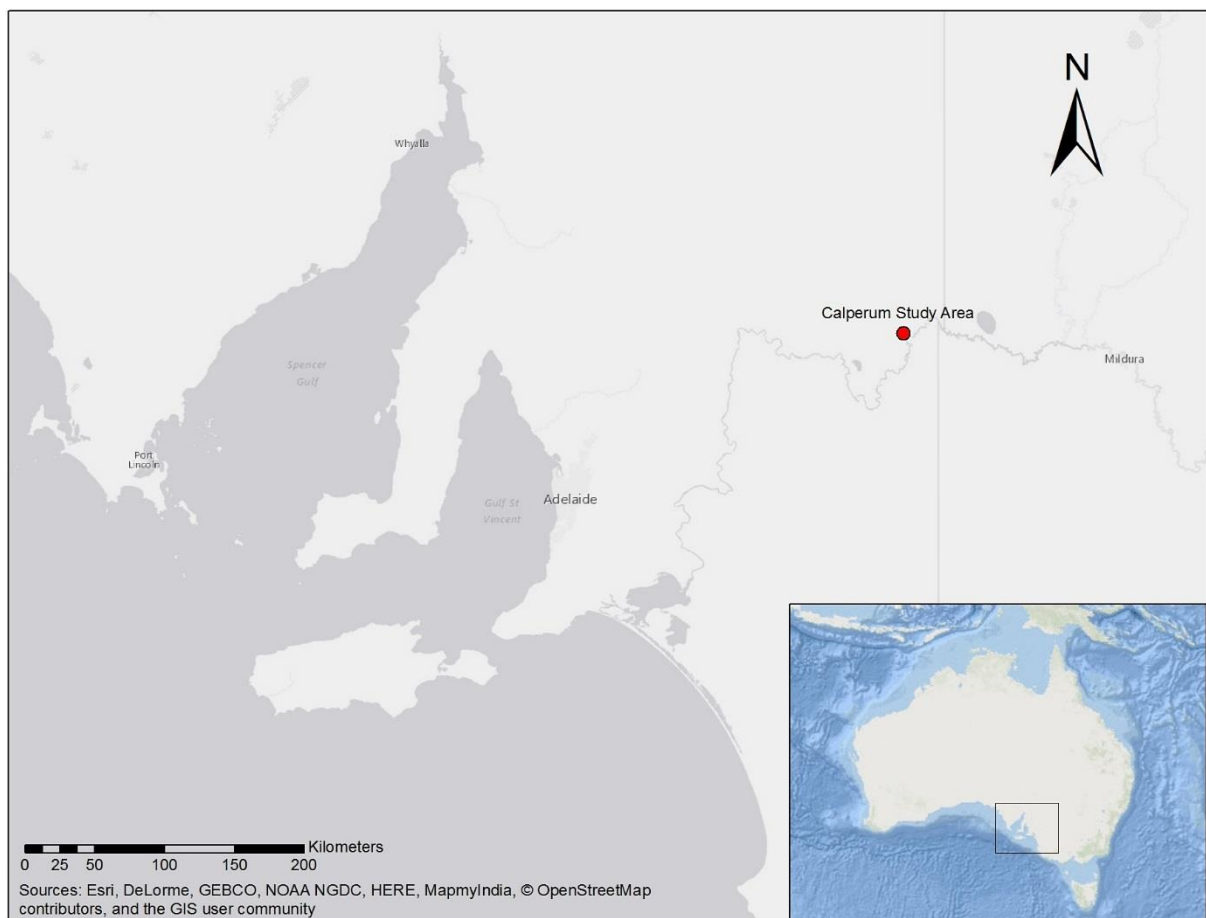 N
Whyalla
Calperum Study Area
Mildura
Spencer
Gulf
Port
Lincoln
Gulf St
Vincent
Adelaide
Kilometers
0 25 50 100 150 200
Sources: Esri, DeLorme, GEBCO, NOAA NGDC, HERE, MapmyIndia, © OpenStreetMap
contributors, and the GIS user community